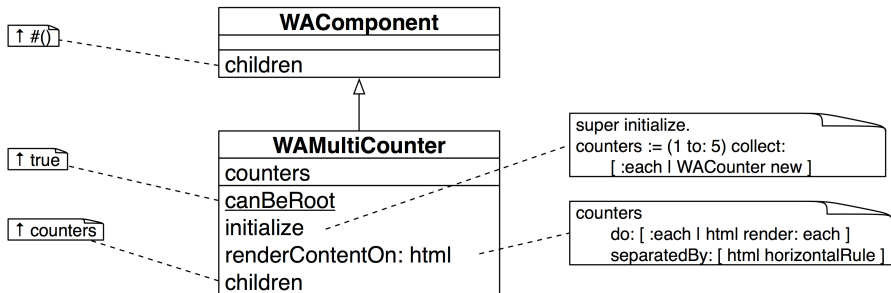 WAComponent
↑ #()
children
WAMultiCounter
counters
↑ true
canBeRoot
initialize
↑ counters
renderContentOn: html
children
super initialize.
counters := (1 to: 5) collect:
[ :each | WACounter new ]
counters
do: [ :each | html render: each ]
separatedBy: [ html horizontalRule ]